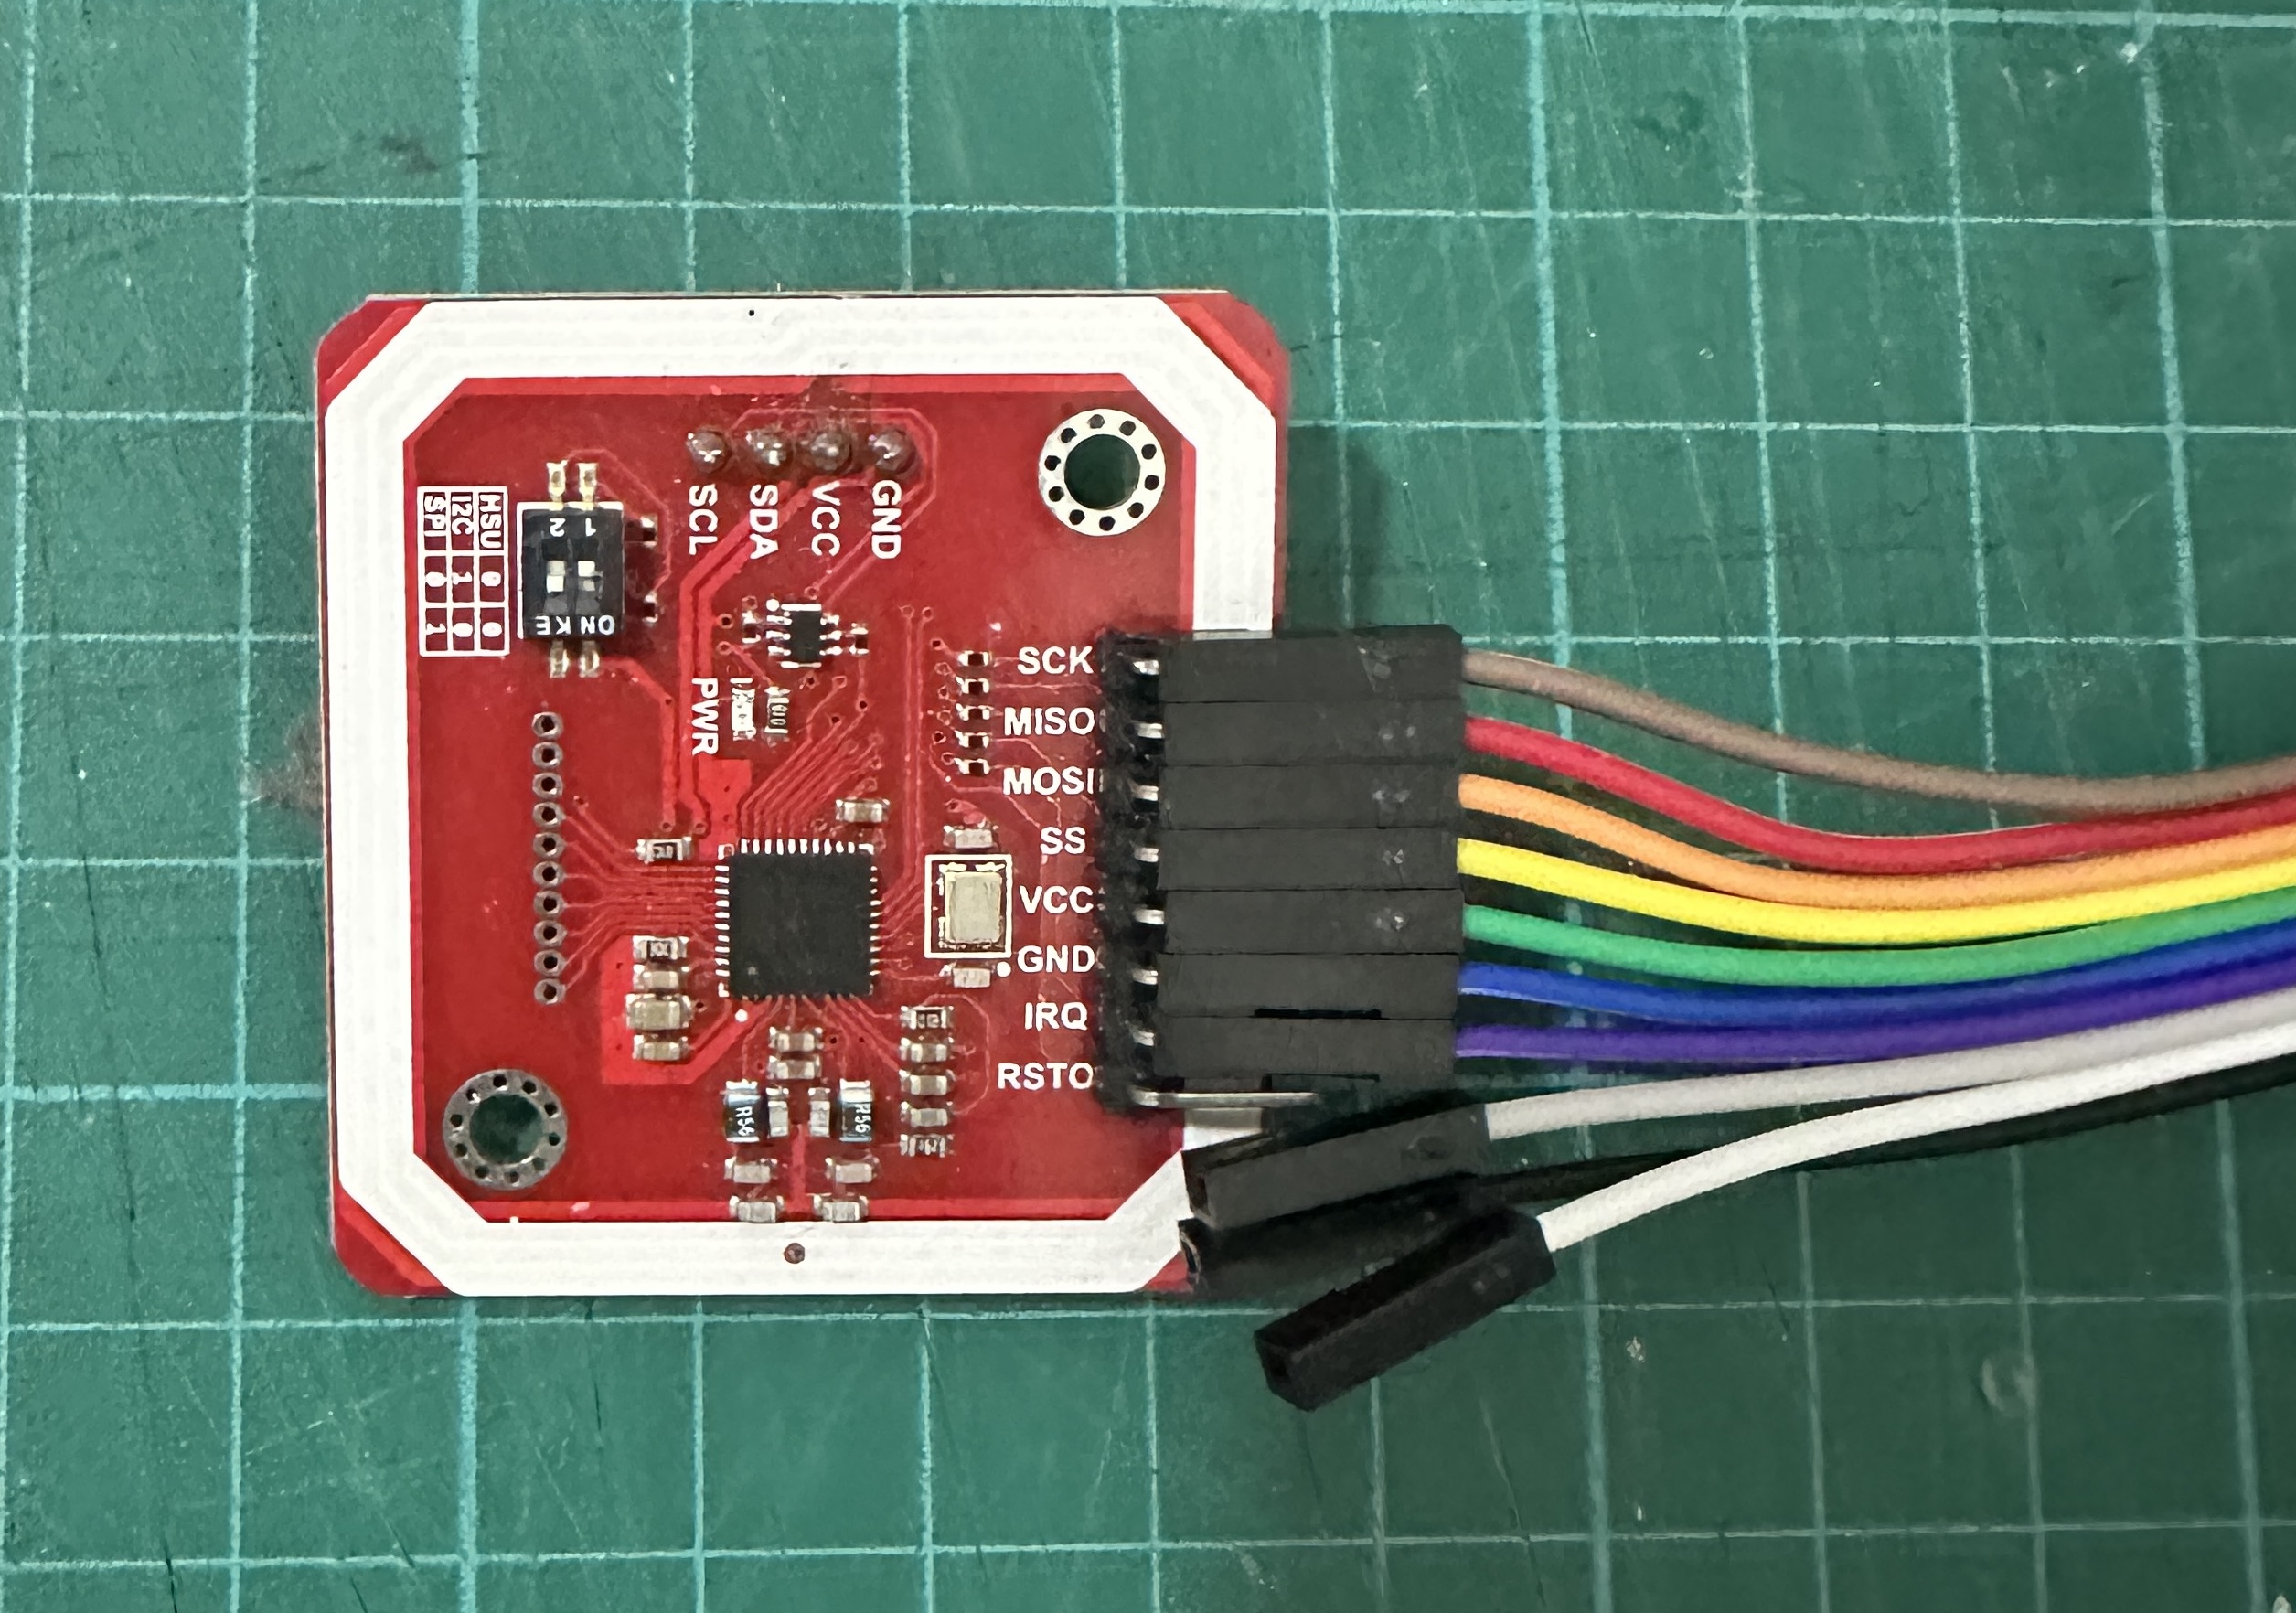 SCL
SDA
VCC
GND
HSU 0 0
I2C 1 0
SPI 0 1
1 2
ON KE
PWR
SCK
MISO
MOSI
SS
VCC
GND
IRQ
RSTO
R56
R56